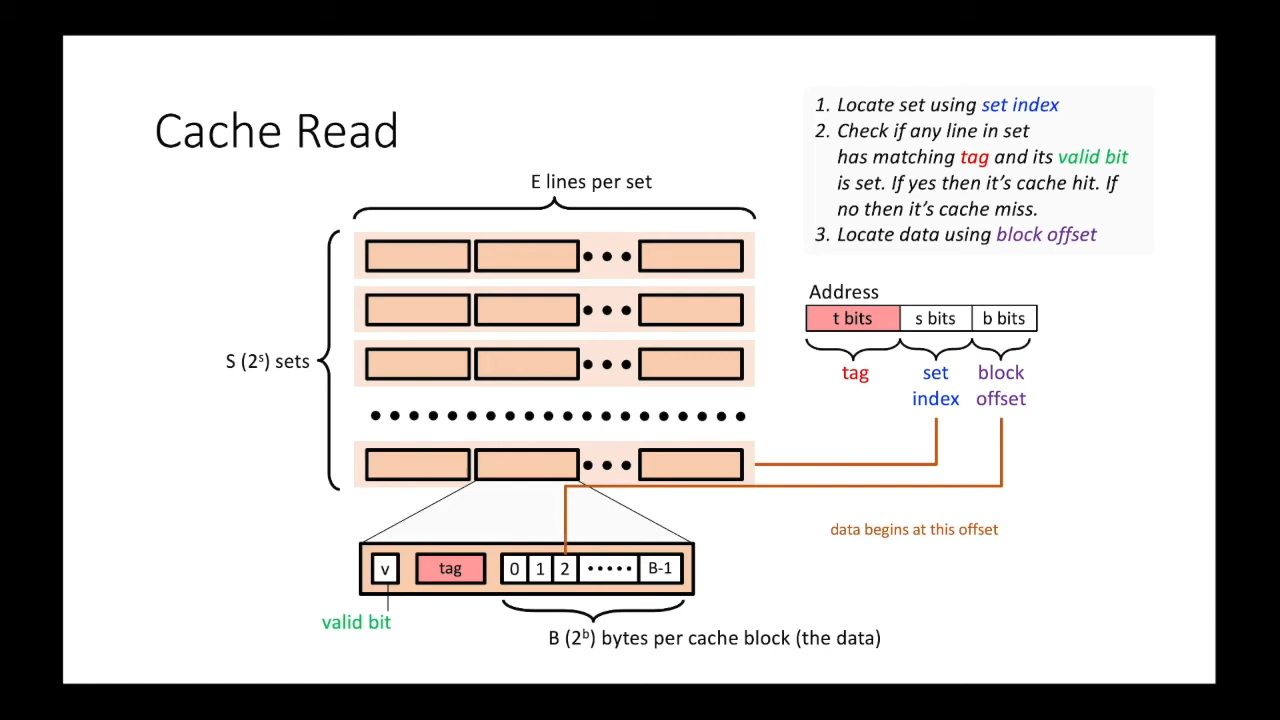 Cache Read
1. Locate set using set index
2. Check if any line in set
has matching tag and its valid bit
is set. If yes then it’s cache hit. If
no then it’s cache miss.
3. Locate data using block offset
E lines per set
S (2ˢ) sets
Address
t bits s bits b bits
tag set block
index offset
data begins at this offset
v tag 0 1 2 ····· B-1
valid bit
B (2ᵇ) bytes per cache block (the data)